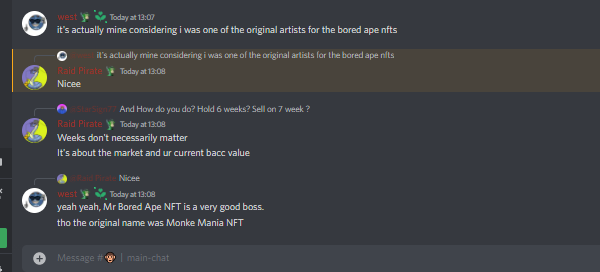 west Today at 13:07
it's actually mine considering i was one of the original artists for the bored ape nfts
it's actually mine considering i was one of the original artists for the bored ape nfts
Raid Pirate Today at 13:08
Nicee
And How do you do? Hold 6 weeks? Sell on 7 week ?
Raid Pirate Today at 13:08
Weeks don't necessarily matter
It's about the market and ur current bacc value
Nicee
west Today at 13:08
yeah yeah, Mr Bored Ape NFT is a very good boss.
tho the original name was Monke Mania NFT
Message # | main-chat